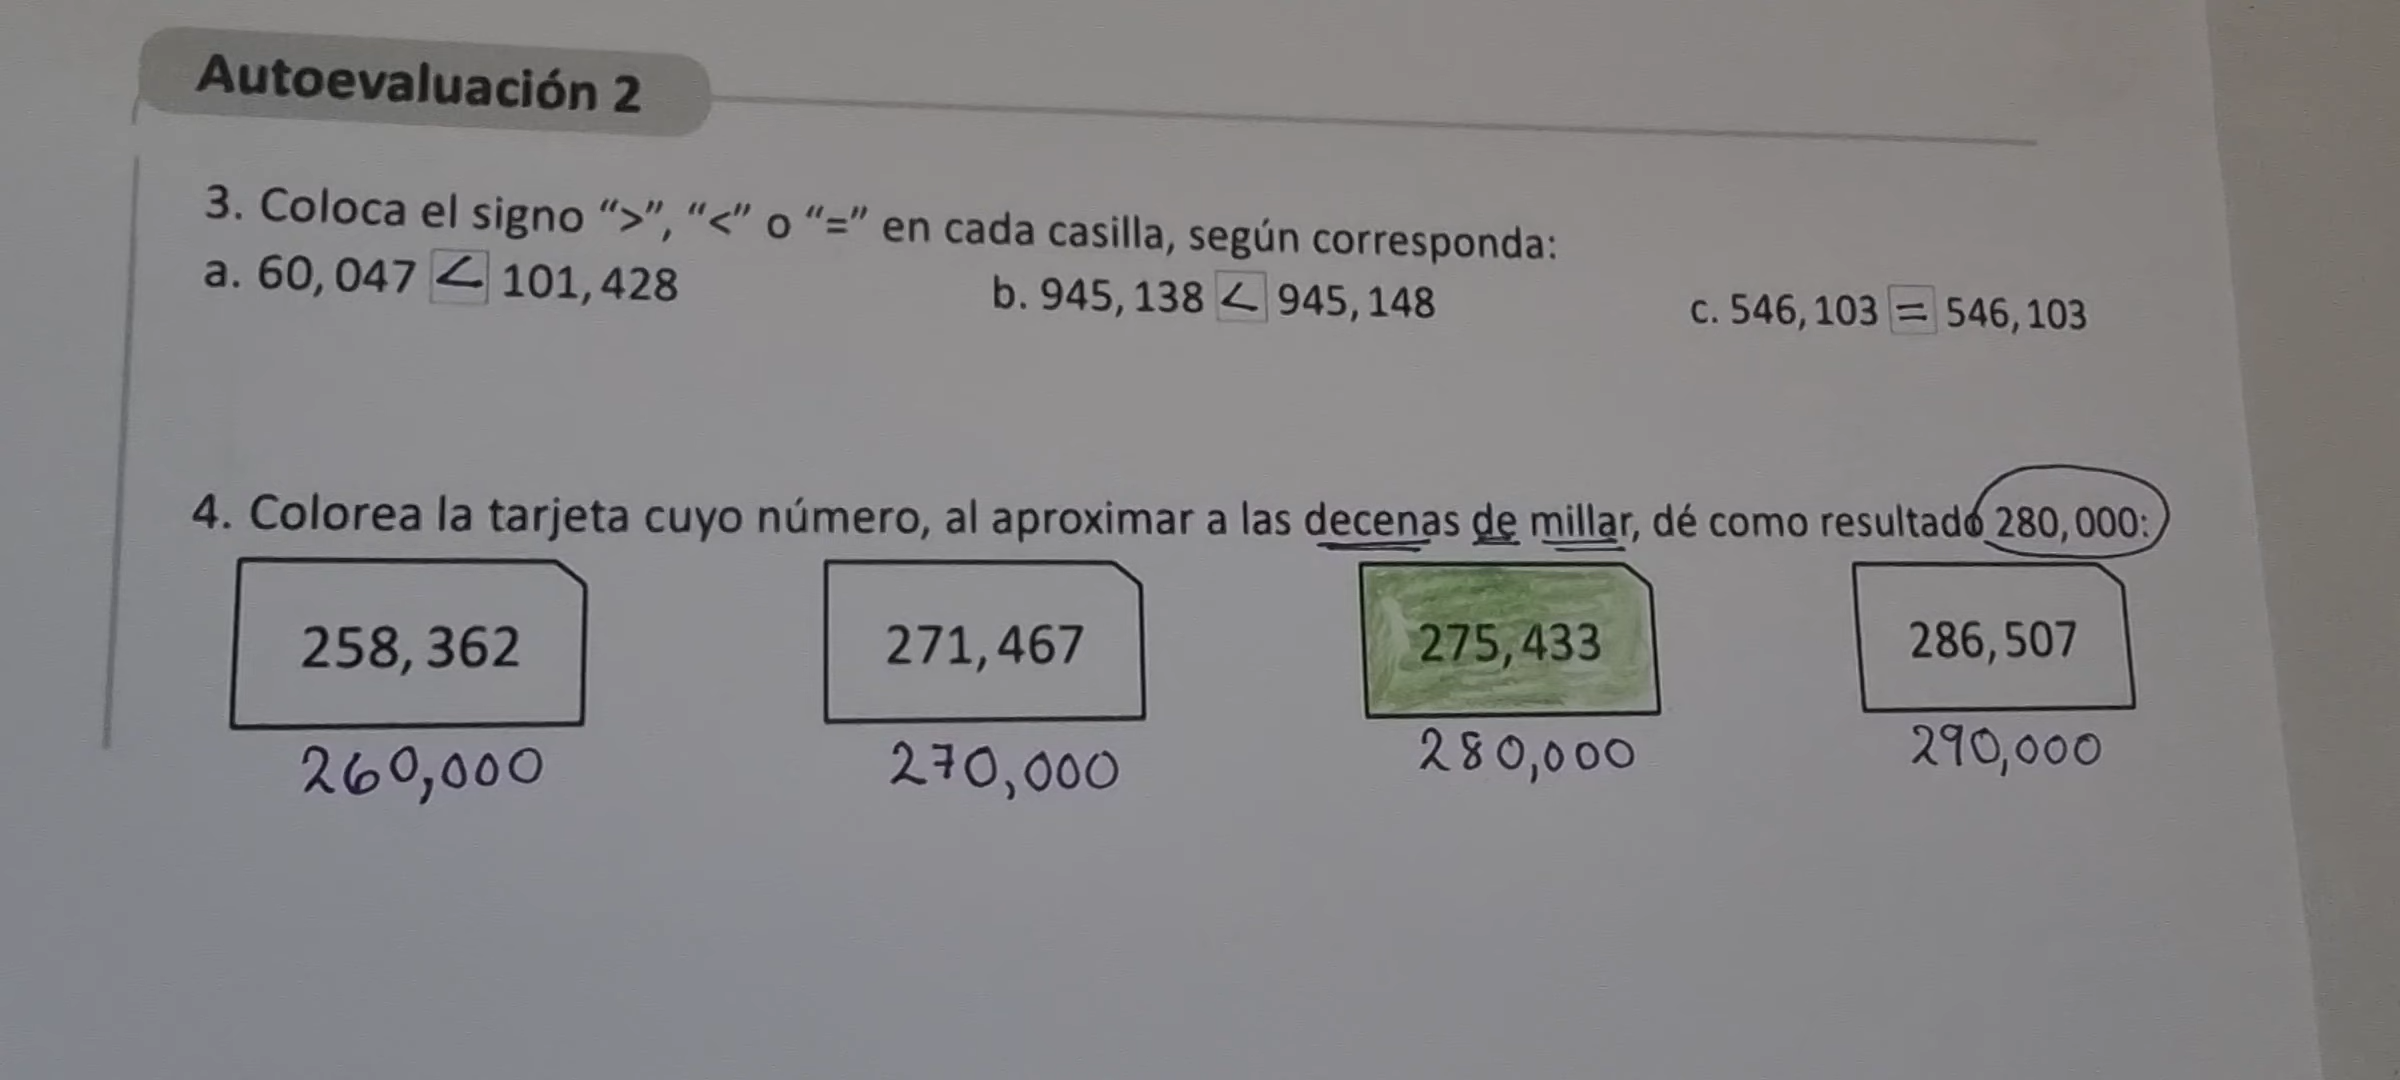 Autoevaluación 2
3. Coloca el signo “>”, “<” o “=” en cada casilla, según corresponda:
a. 60, 047 < 101, 428 b. 945, 138 < 945, 148 c. 546, 103 = 546, 103
4. Colorea la tarjeta cuyo número, al aproximar a las decenas de millar, dé como resultado 280, 000:
258, 362 271, 467 275, 433 286, 507
260,000 270,000 280,000 290,000